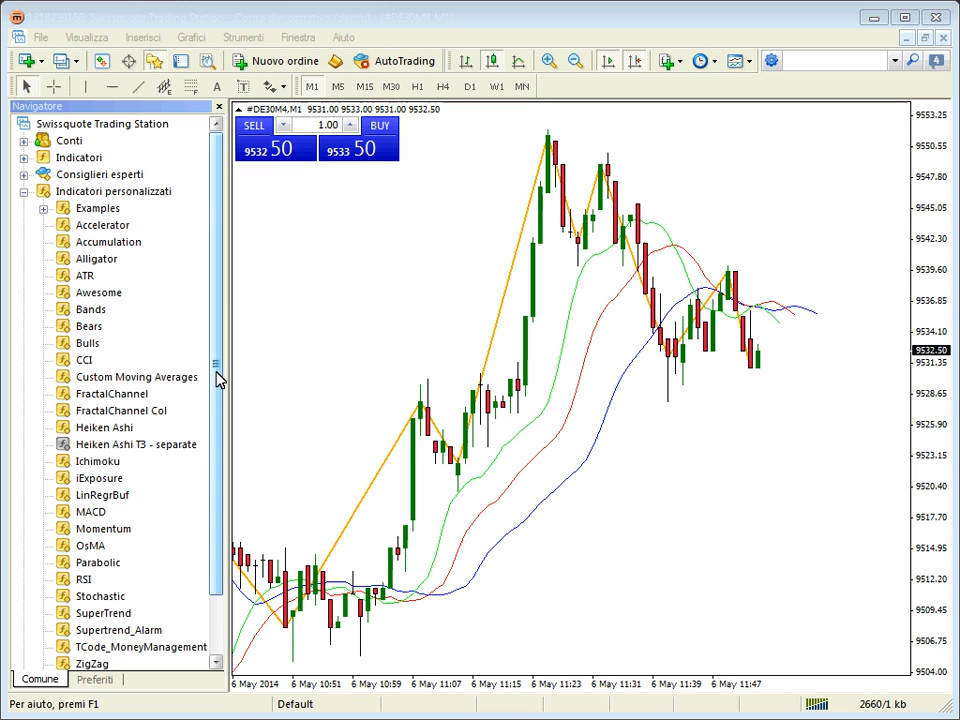 Swissquote Trading Station
File Visualizza Inserisci Grafici Strumenti Finestra Aiuto
Nuovo ordine AutoTrading 4
A T M1 M5 M15 M30 H1 H4 D1 W1 MN
Navigatore
Swissquote Trading Station
Conti
Indicatori
Consiglieri esperti
Indicatori personalizzati
Examples
Accelerator
Accumulation
Alligator
ATR
Awesome
Bands
Bears
Bulls
CCI
Custom Moving Averages
FractalChannel
FractalChannel Col
Heiken Ashi
Heiken Ashi T3 - separate
Ichimoku
iExposure
LinRegrBuf
MACD
Momentum
OsMA
Parabolic
RSI
Stochastic
SuperTrend
Supertrend_Alarm
TCode_MoneyManagement
ZigZag
Comune Preferiti
#DE30M4,M1 9531.00 9533.00 9531.00 9532.50
SELL 1.00 BUY
9532 50 9533 50
9553.25
9550.55
9547.80
9545.05
9542.30
9539.60
9536.85
9534.10
9532.50
9531.35
9528.65
9525.90
9523.15
9520.40
9517.70
9514.95
9512.20
9509.45
9506.75
9504.00
6 May 2014 6 May 10:51 6 May 10:59 6 May 11:07 6 May 11:15 6 May 11:23 6 May 11:31 6 May 11:39 6 May 11:47
Per aiuto, premi F1 Default 2660/1 kb